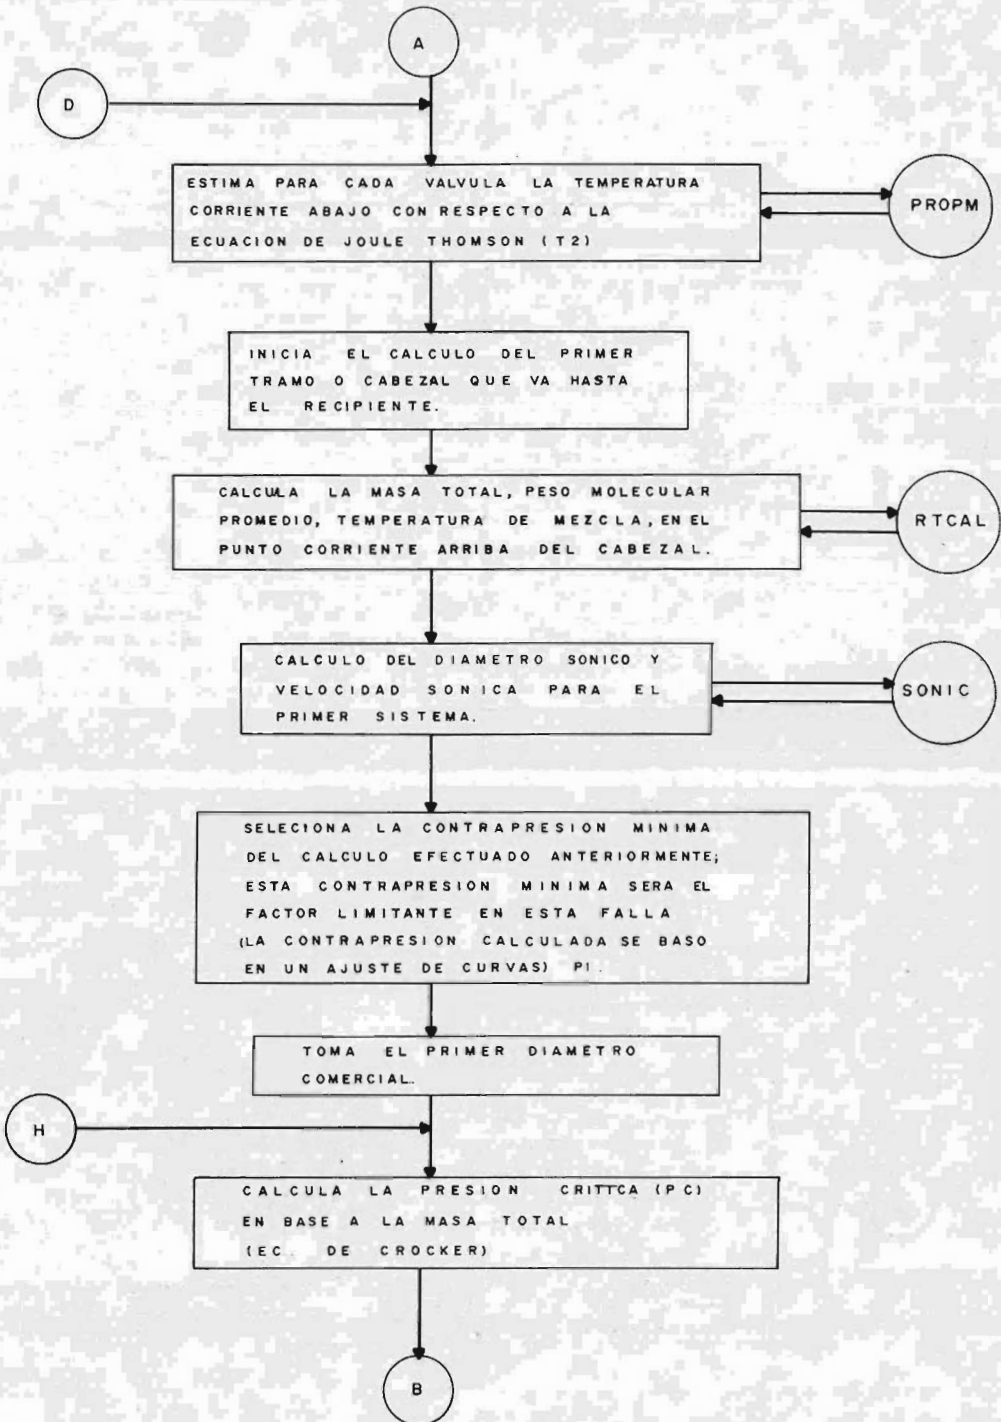 A
D
ESTIMA PARA CADA VALVULA LA TEMPERATURA
CORRIENTE ABAJO CON RESPECTO A LA
ECUACION DE JOULE THOMSON (T2)
PROPM
INICIA EL CALCULO DEL PRIMER
TRAMO O CABEZAL QUE VA HASTA
EL RECIPIENTE.
CALCULA LA MASA TOTAL, PESO MOLECULAR
PROMEDIO, TEMPERATURA DE MEZCLA, EN EL
PUNTO CORRIENTE ARRIBA DEL CABEZAL.
RTCAL
CALCULO DEL DIAMETRO SONICO Y
VELOCIDAD SONICA PARA EL
PRIMER SISTEMA.
SONIC
SELECIONA LA CONTRAPRESION MINIMA
DEL CALCULO EFECTUADO ANTERIORMENTE;
ESTA CONTRAPRESION MINIMA SERA EL
FACTOR LIMITANTE EN ESTA FALLA
(LA CONTRAPRESION CALCULADA SE BASO
EN UN AJUSTE DE CURVAS) P1.
TOMA EL PRIMER DIAMETRO
COMERCIAL.
H
CALCULA LA PRESION CRITICA (PC)
EN BASE A LA MASA TOTAL
(EC. DE CROCKER)
B